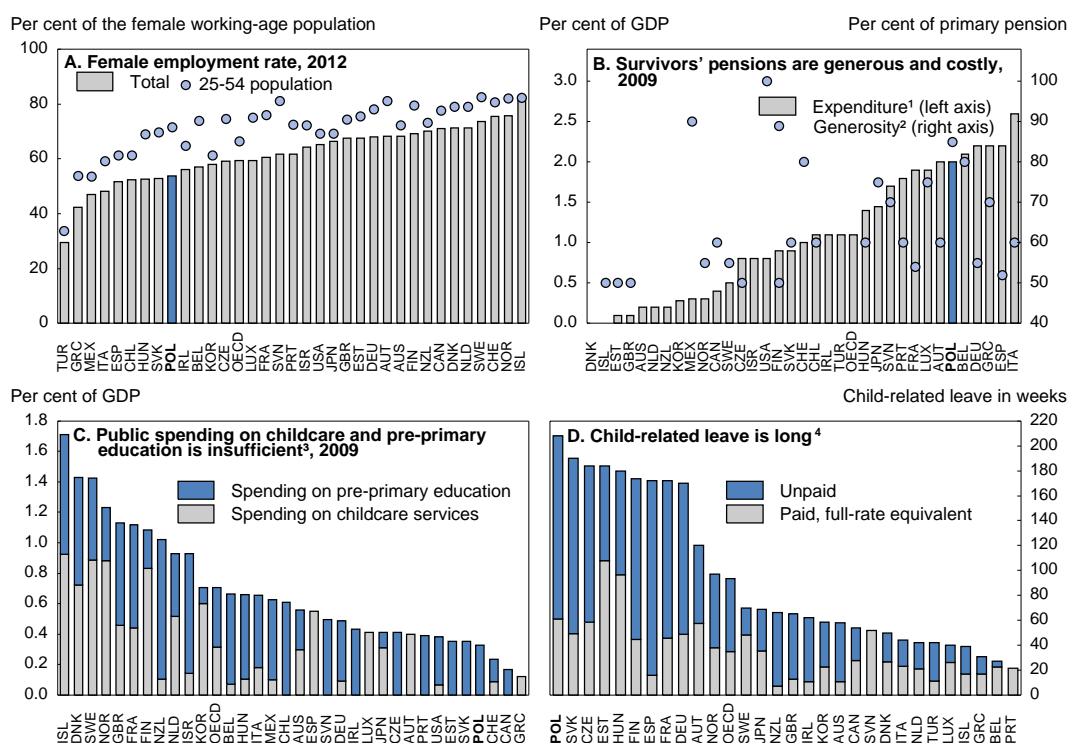 Per cent of the female working-age population
Per cent of GDP
Per cent of primary pension
A. Female employment rate, 2012
Total
25-54 population
100
80
60
40
20
0
TUR GRC MEX ITA ESP CHL HUN SVK POL IRL BEL KOR CZE OECD LUX FRA SVN PRT ISR USA JPN GBR EST DEU AUT AUS FIN NZL CAN DNK NLD SWE CHE NOR ISL
B. Survivors’ pensions are generous and costly,
2009
Expenditure¹ (left axis)
Generosity² (right axis)
3.0
2.5
2.0
1.5
1.0
0.5
0.0
100
90
80
70
60
50
40
DNK ISL EST GBR AUS NLD NZL KOR MEX NOR CAN SWE CZE ISR USA FIN SVK CHE CHL IRL TUR OECD HUN JPN SVN PRT FRA LUX AUT POL BEL DEU GRC ESP ITA
Per cent of GDP
Child-related leave in weeks
C. Public spending on childcare and pre-primary
education is insufficient³, 2009
Spending on pre-primary education
Spending on childcare services
1.8
1.6
1.4
1.2
1.0
0.8
0.6
0.4
0.2
0.0
ISL DNK SWE NOR GBR FRA FIN NZL NLD ISR KOR OECD BEL HUN ITA MEX CHL AUS ESP SVN DEU IRL LUX JPN CZE AUT PRT USA EST SVK POL CHE CAN GRC
D. Child-related leave is long⁴
Unpaid
Paid, full-rate equivalent
220
200
180
160
140
120
100
80
60
40
20
0
POL SVK CZE EST HUN FIN ESP FRA DEU AUT NOR OECD SWE JPN NZL GBR IRL KOR AUS CAN SVN DNK ITA NLD TUR LUX ISL GRC BEL PRT